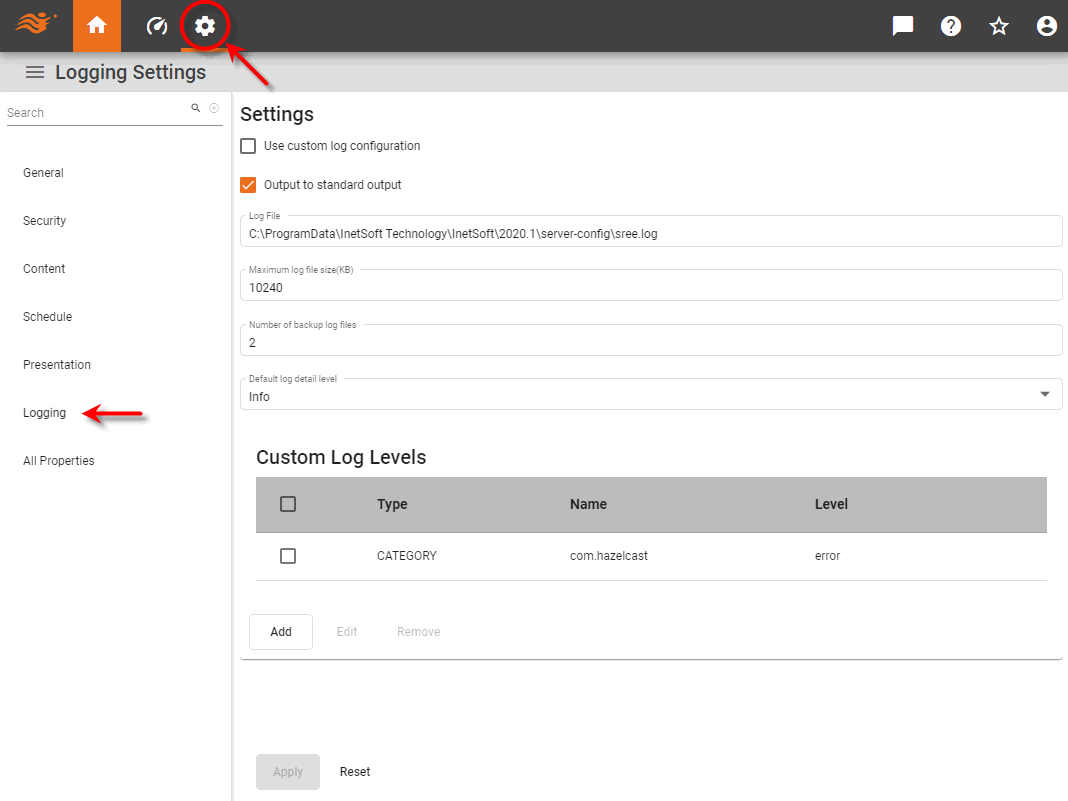 Logging Settings
Search
General
Security
Content
Schedule
Presentation
Logging
All Properties
Settings
Use custom log configuration
Output to standard output
Log File
C:\ProgramData\InetSoft Technology\InetSoft\2020.1\server-config\sree.log
Maximum log file size(KB)
10240
Number of backup log files
2
Default log detail level
Info
Custom Log Levels
Type Name Level
CATEGORY com.hazelcast error
Add Edit Remove
Apply Reset